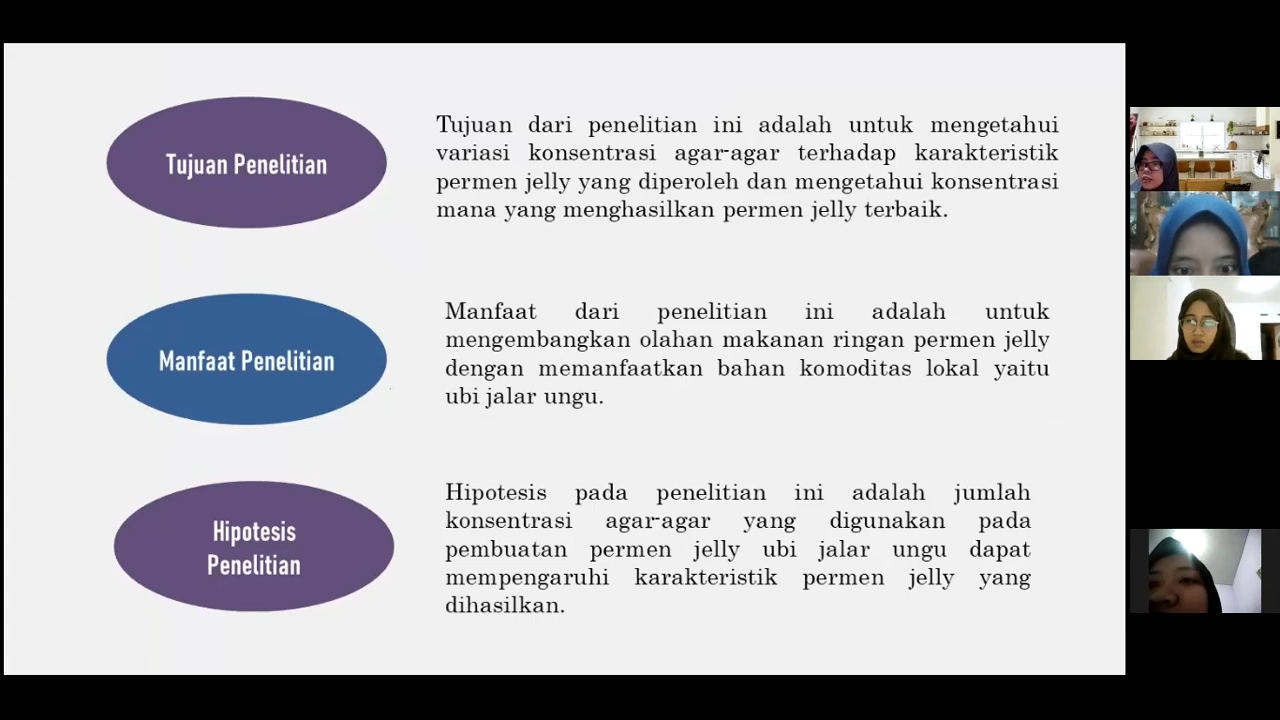 Tujuan Penelitian
Tujuan dari penelitian ini adalah untuk mengetahui
variasi konsentrasi agar-agar terhadap karakteristik
permen jelly yang diperoleh dan mengetahui konsentrasi
mana yang menghasilkan permen jelly terbaik.
Manfaat Penelitian
Manfaat dari penelitian ini adalah untuk
mengembangkan olahan makanan ringan permen jelly
dengan memanfaatkan bahan komoditas lokal yaitu
ubi jalar ungu.
Hipotesis
Penelitian
Hipotesis pada penelitian ini adalah jumlah
konsentrasi agar-agar yang digunakan pada
pembuatan permen jelly ubi jalar ungu dapat
mempengaruhi karakteristik permen jelly yang
dihasilkan.